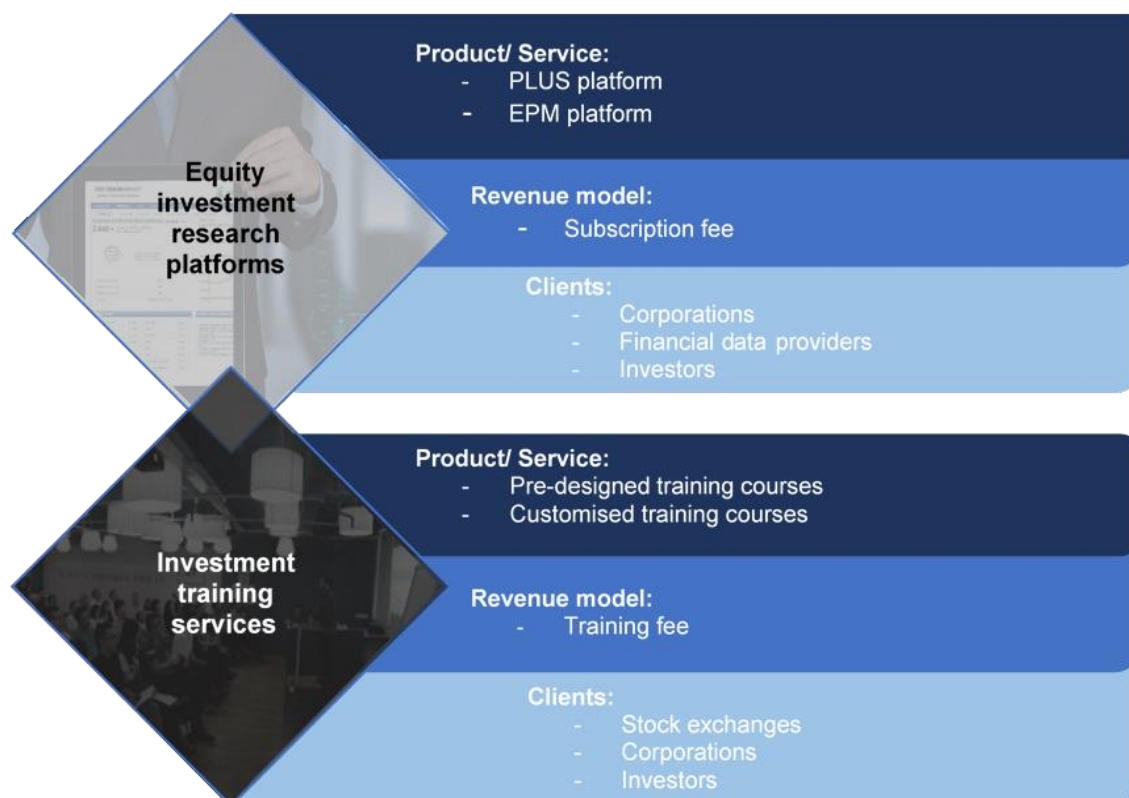 Equity
investment
research
platforms
Product/ Service:
- PLUS platform
- EPM platform
Revenue model:
- Subscription fee
Clients:
- Corporations
- Financial data providers
- Investors
Investment
training
services
Product/ Service:
- Pre-designed training courses
- Customised training courses
Revenue model:
- Training fee
Clients:
- Stock exchanges
- Corporations
- Investors